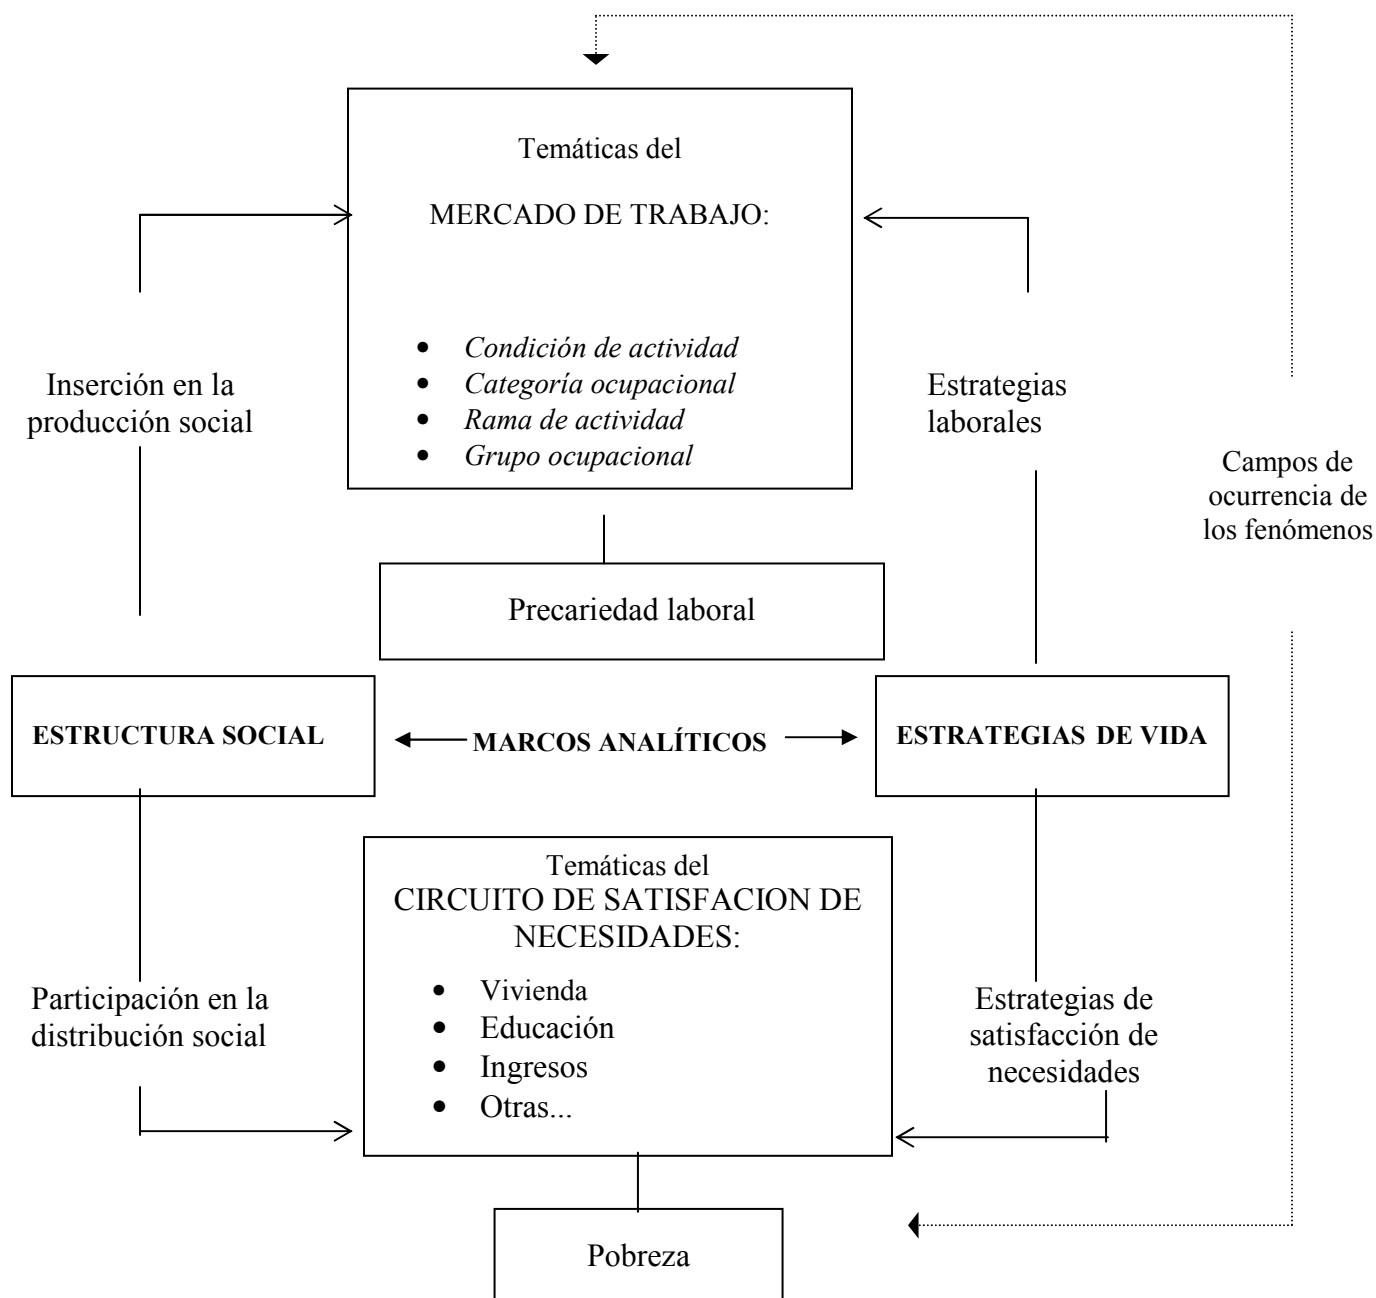 Temáticas del
MERCADO DE TRABAJO:
• Condición de actividad
• Categoría ocupacional
• Rama de actividad
• Grupo ocupacional
Inserción en la
producción social
Estrategias
laborales
Campos de
ocurrencia de
los fenómenos
Precariedad laboral
ESTRUCTURA SOCIAL
MARCOS ANALÍTICOS
ESTRATEGIAS DE VIDA
Temáticas del
CIRCUITO DE SATISFACION DE
NECESIDADES:
• Vivienda
• Educación
• Ingresos
• Otras...
Participación en la
distribución social
Estrategias de
satisfacción de
necesidades
Pobreza